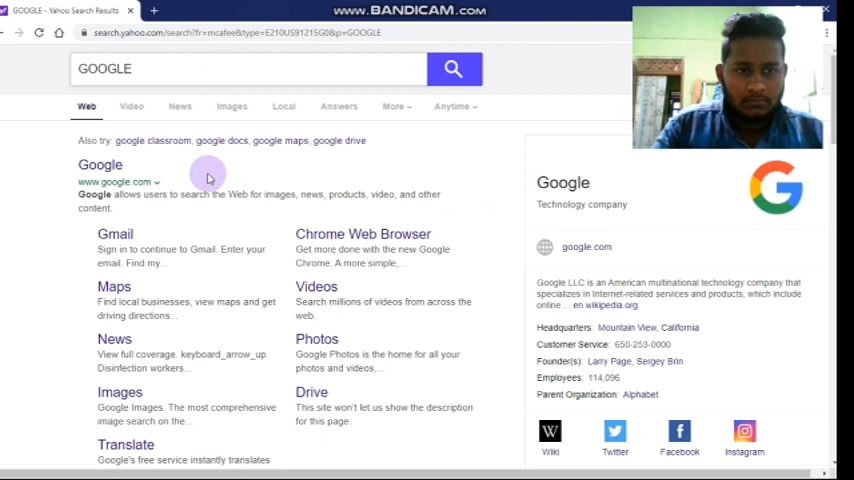 GOOGLE - Yahoo Search Results
www.BANDICAM.com
search.yahoo.com/search?fr=mcafee&type=E210US91215G0&p=GOOGLE
GOOGLE
Web Video News Images Local Answers More Anytime
Also try: google classroom, google docs, google maps, google drive
Google
www.google.com
Google allows users to search the Web for images, news, products, video, and other
content.
Gmail
Sign in to continue to Gmail. Enter your
email. Find my...
Chrome Web Browser
Get more done with the new Google
Chrome. A more simple,...
Maps
Find local businesses, view maps and get
driving directions...
Videos
Search millions of videos from across the
web.
News
View full coverage. keyboard_arrow_up.
Disinfection workers...
Photos
Google Photos is the home for all your
photos and videos,...
Images
Google Images. The most comprehensive
image search on the...
Drive
This site won't let us show the description
for this page.
Translate
Google's free service instantly translates
Google
Technology company
google.com
Google LLC is an American multinational technology company that
specializes in Internet-related services and products, which include
online ... en.wikipedia.org
Headquarters: Mountain View, California
Customer Service: 650-253-0000
Founder(s): Larry Page, Sergey Brin
Employees: 114,096
Parent Organization: Alphabet
W
Wiki Twitter Facebook Instagram